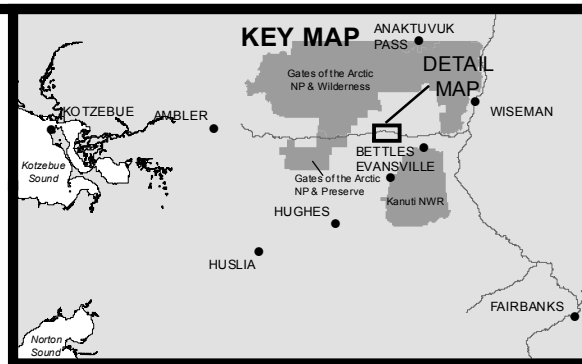 KEY MAP
ANAKTUVUK
PASS
Gates of the Arctic
NP & Wilderness
DETAIL
MAP
KOTZEBUE
AMBLER
WISEMAN
Kotzebue
Sound
BETTLES
EVANSVILLE
Gates of the Arctic
NP & Preserve
Kanuti NWR
HUGHES
HUSLIA
FAIRBANKS
Norton
Sound